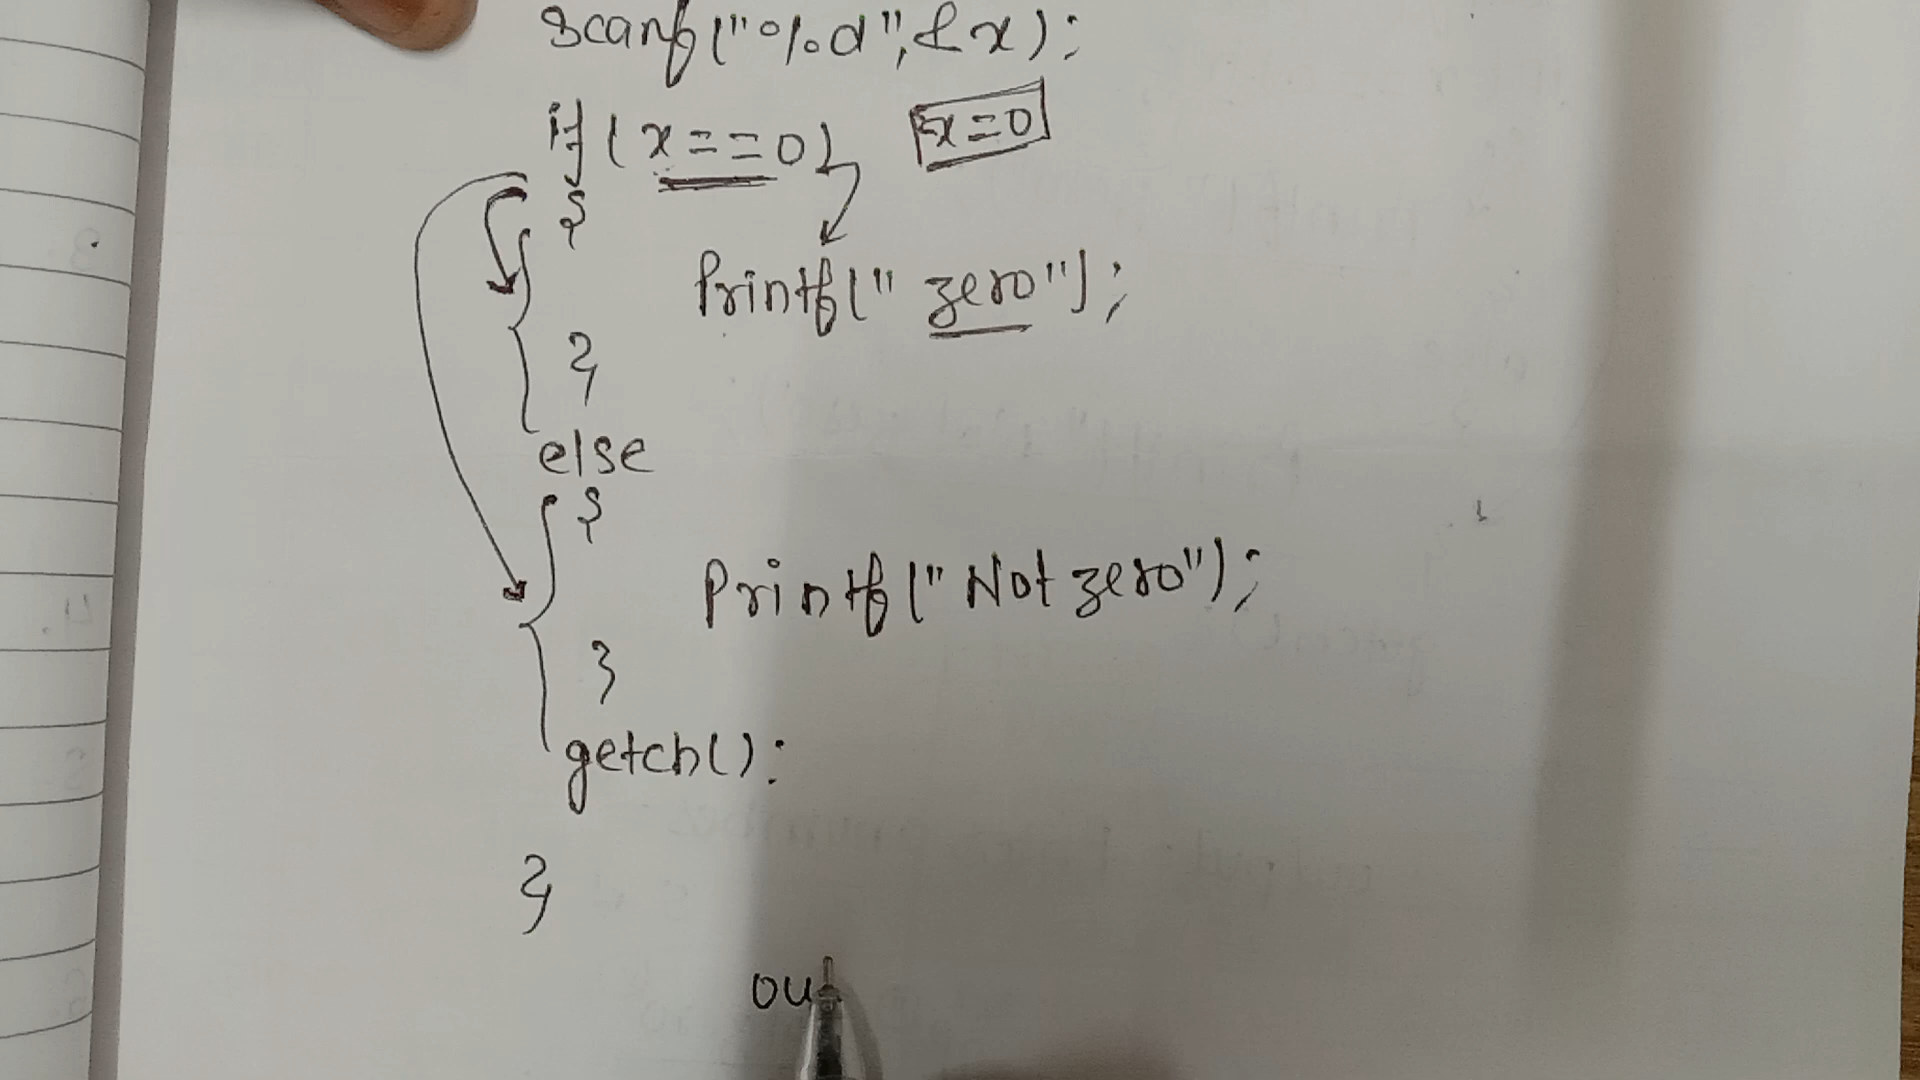 scanf("%d",&x);
if(x==0) x=0
{
Printf(" zero");
}
else
{
Printf("Not zero");
}
getch();
}
ou